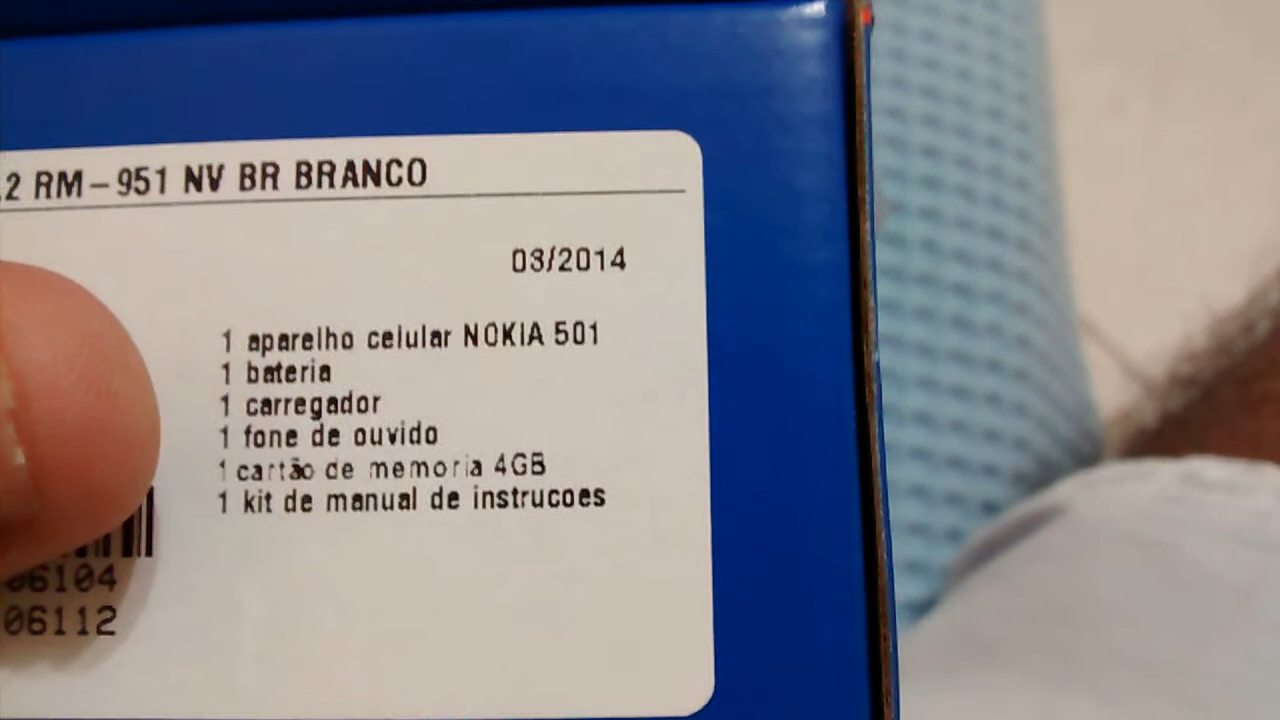 .2 RM-951 NV BR BRANCO
03/2014
1 aparelho celular NOKIA 501
1 bateria
1 carregador
1 fone de ouvido
1 cartão de memoria 4GB
1 kit de manual de instrucoes
06104
06112